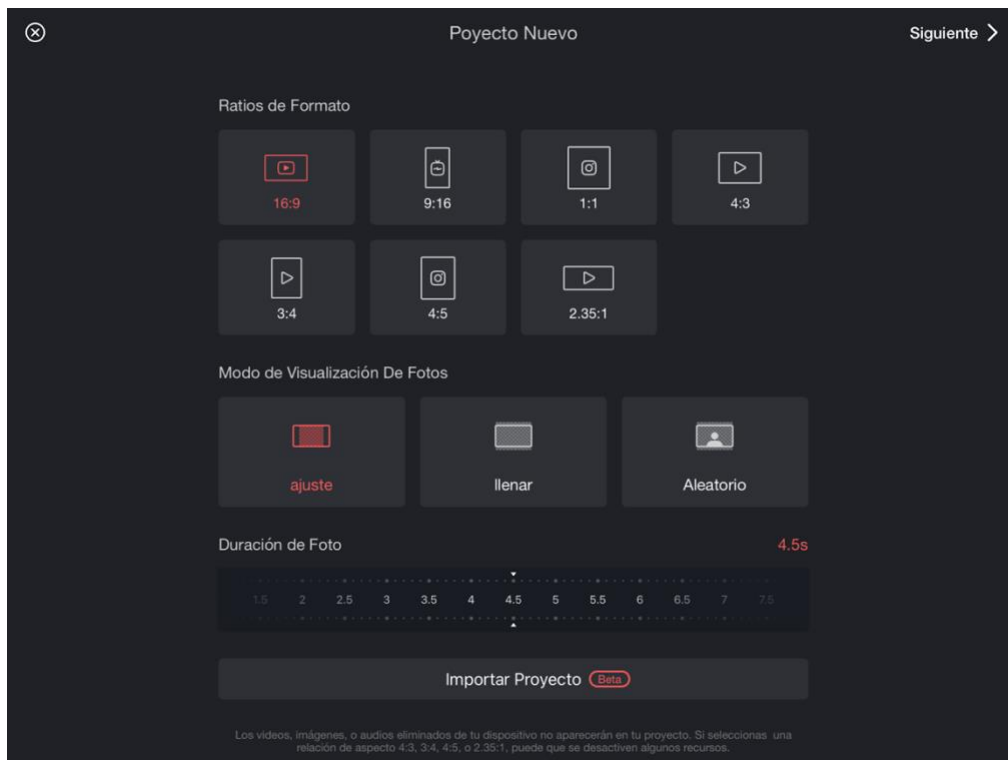 Poyecto Nuevo
Siguiente
Ratios de Formato
16:9
9:16
1:1
4:3
3:4
4:5
2.35:1
Modo de Visualización De Fotos
ajuste
llenar
Aleatorio
Duración de Foto
4.5s
1.5 2 2.5 3 3.5 4 4.5 5 5.5 6 6.5 7 7.5
Importar Proyecto Beta
Los videos, imágenes, o audios eliminados de tu dispositivo no aparecerán en tu proyecto. Si seleccionas una
relación de aspecto 4:3, 3:4, 4:5, o 2.35:1, puede que se desactiven algunos recursos.